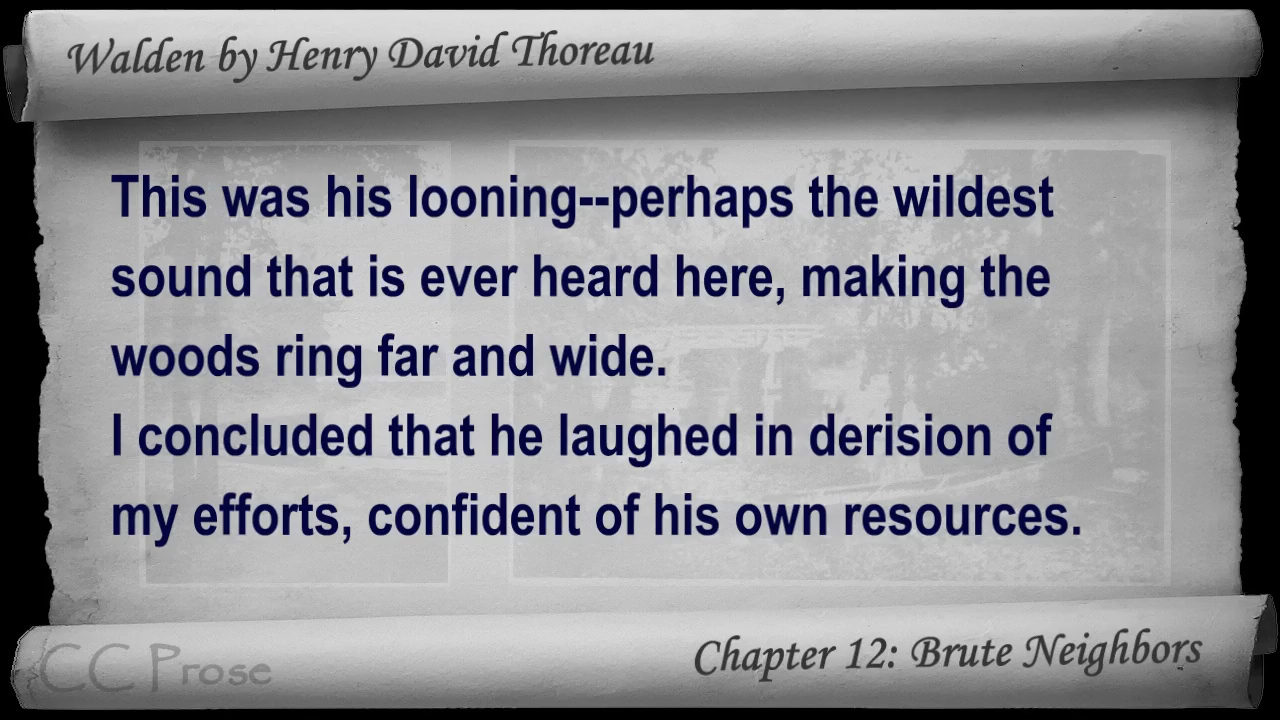 Walden by Henry David Thoreau
This was his looning--perhaps the wildest
sound that is ever heard here, making the
woods ring far and wide.
I concluded that he laughed in derision of
my efforts, confident of his own resources.
CC Prose
Chapter 12: Brute Neighbors